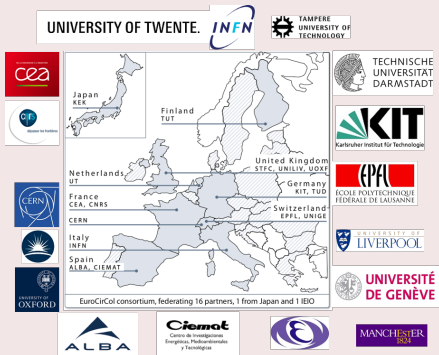 UNIVERSITY OF TWENTE.
INFN
TAMPERE
UNIVERSITY OF
TECHNOLOGY
cea
cnrs
TECHNISCHE
UNIVERSITÄT
DARMSTADT
Japan
KEK
Finland
TUT
KIT
Karlsruher Institut für Technologie
United Kingdom
STFC, UNILIV, UOXF
Netherlands
UT
Germany
KIT, TUD
EPFL
ÉCOLE POLYTECHNIQUE
FÉDÉRALE DE LAUSANNE
France
CEA, CNRS
CERN
Switzerland
EPFL, UNIGE
CERN
Italy
INFN
UNIVERSITY OF
LIVERPOOL
Spain
ALBA, CIEMAT
UNIVERSITY OF
OXFORD
UNIVERSITÉ
DE GENÈVE
EuroCirCol consortium, federating 16 partners, 1 from Japan and 1 IEIO
ALBA
Ciemat
Centro de Investigaciones
Energéticas, Medioambientales
y Tecnológicas
MANCHESTER
1824